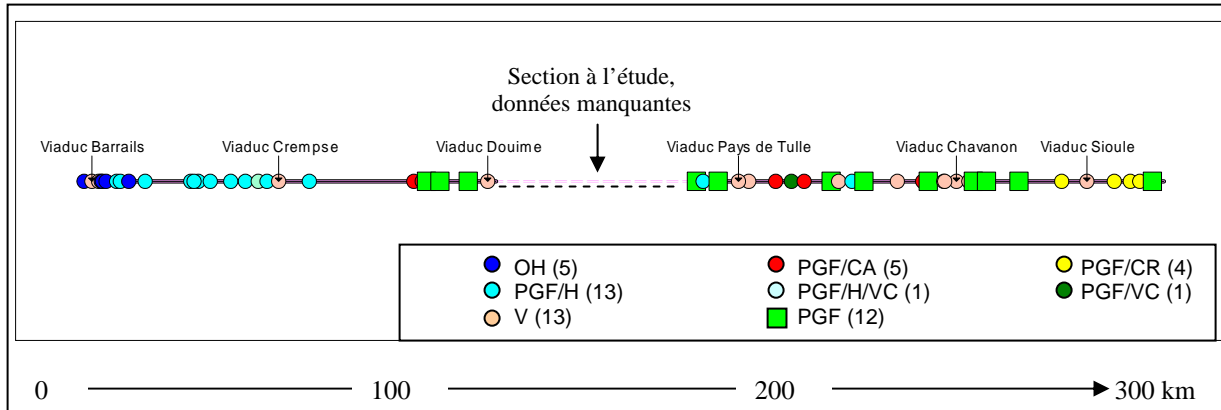 Section à l'étude,
données manquantes
Viaduc Barrails Viaduc Crempse Viaduc Douime Viaduc Pays de Tulle Viaduc Chavanon Viaduc Sioule
OH (5) PGF/CA (5) PGF/CR (4)
PGF/H (13) PGF/H/VC (1) PGF/VC (1)
V (13) PGF (12)
0 100 200 300 km